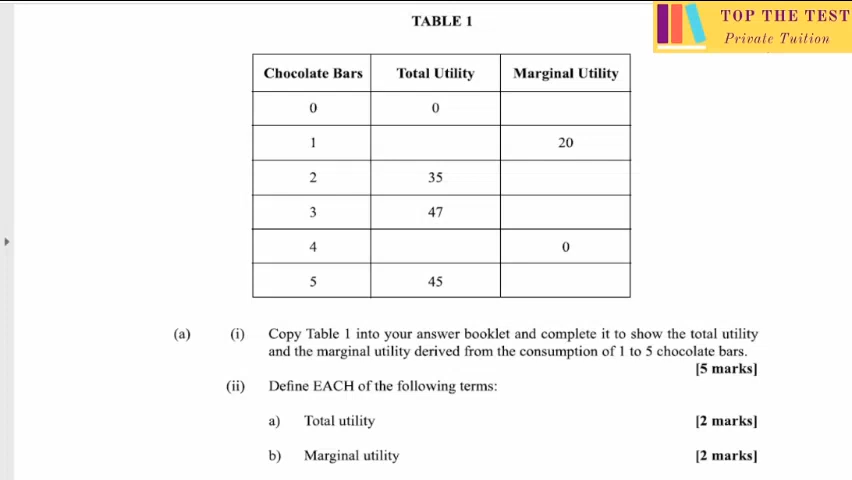 TABLE 1
TOP THE TEST
Private Tuition
Chocolate Bars Total Utility Marginal Utility
0 0
1 20
2 35
3 47
4 0
5 45
(a) (i) Copy Table 1 into your answer booklet and complete it to show the total utility
and the marginal utility derived from the consumption of 1 to 5 chocolate bars.
[5 marks]
(ii) Define EACH of the following terms:
a) Total utility [2 marks]
b) Marginal utility [2 marks]